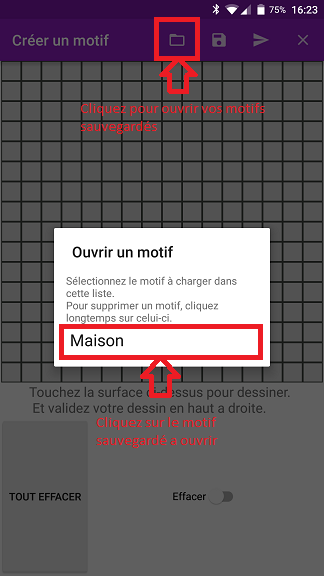 75% 16:23
Créer un motif
Cliquez pour ouvrir vos motifs
sauvegardés
Ouvrir un motif
Sélectionnez le motif à charger dans
cette liste.
Pour supprimer un motif, cliquez
longtemps sur celui-ci.
Maison
Touchez la surface ci-dessus pour dessiner.
Et validez votre dessin en haut a droite.
Cliquez sur le motif
sauvegardé a ouvrir
TOUT EFFACER
Effacer